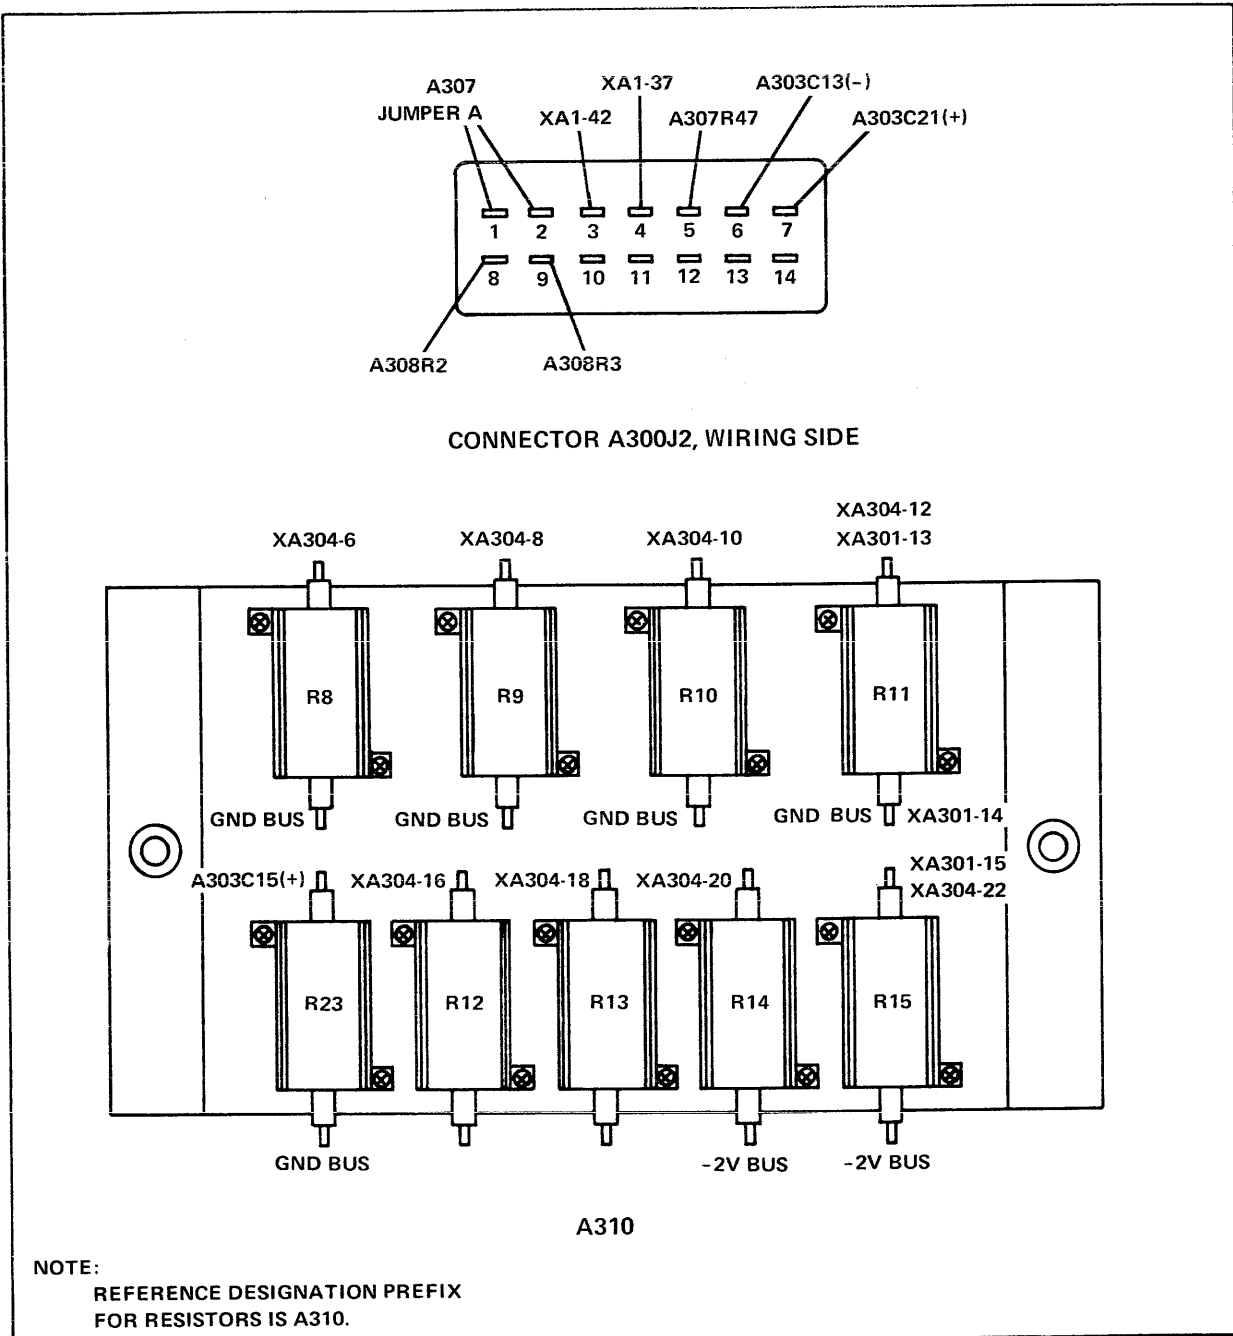 A307
JUMPER A
XA1-42
XA1-37
A307R47
A303C13(-)
A303C21(+)
1 2 3 4 5 6 7
8 9 10 11 12 13 14
A308R2 A308R3
CONNECTOR A300J2, WIRING SIDE
XA304-6 XA304-8 XA304-10 XA304-12
XA301-13
R8 R9 R10 R11
GND BUS GND BUS GND BUS GND BUS XA301-14
A303C15(+) XA304-16 XA304-18 XA304-20 XA301-15
XA304-22
R23 R12 R13 R14 R15
GND BUS -2V BUS -2V BUS
A310
NOTE:
REFERENCE DESIGNATION PREFIX
FOR RESISTORS IS A310.